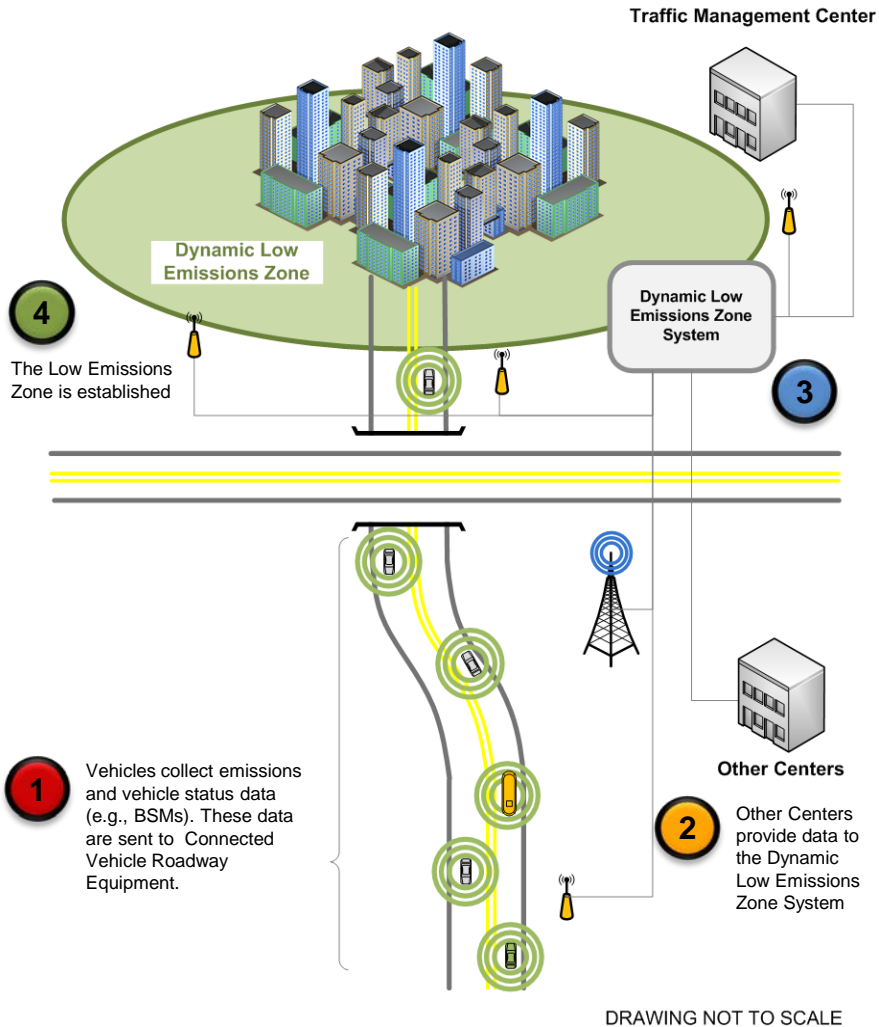 Traffic Management Center
Dynamic Low
Emissions Zone
Dynamic Low
Emissions Zone
System
4
The Low Emissions
Zone is established
3
1
Vehicles collect emissions
and vehicle status data
(e.g., BSMs). These data
are sent to  Connected
Vehicle Roadway
Equipment.
Other Centers
2
Other Centers
provide data to
the Dynamic
Low Emissions
Zone System
DRAWING NOT TO SCALE